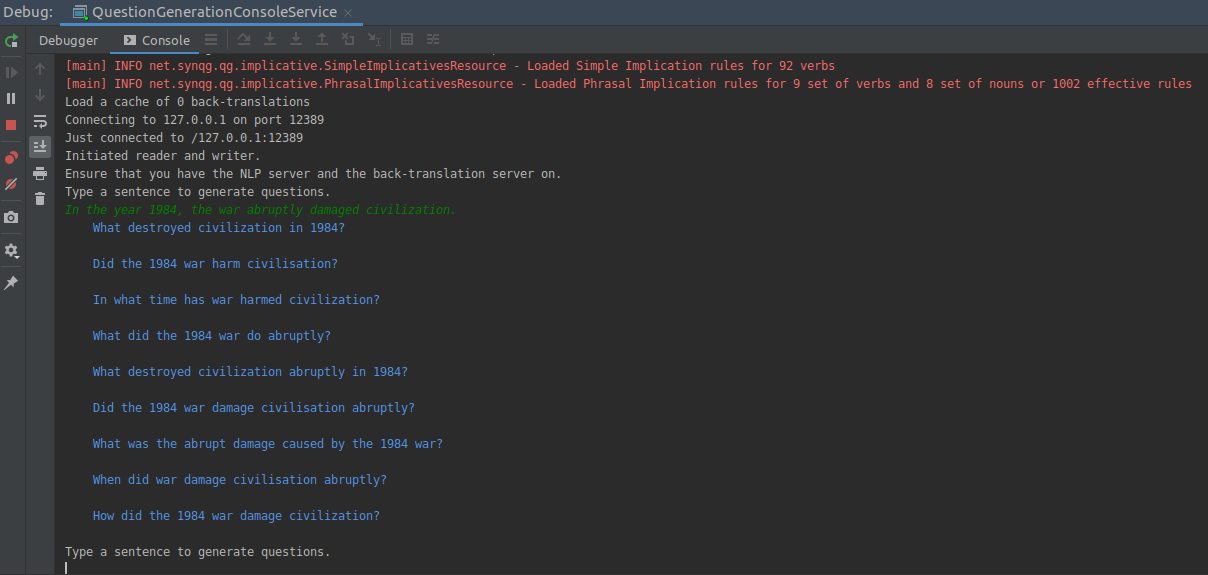 Debug: QuestionGenerationConsoleService
Debugger Console
[main] INFO net.synqg.qg.implicative.SimpleImplicativesResource - Loaded Simple Implication rules for 92 verbs
[main] INFO net.synqg.qg.implicative.PhrasalImplicativesResource - Loaded Phrasal Implication rules for 9 set of verbs and 8 set of nouns or 1002 effective rules
Load a cache of 0 back-translations
Connecting to 127.0.0.1 on port 12389
Just connected to /127.0.0.1:12389
Initiated reader and writer.
Ensure that you have the NLP server and the back-translation server on.
Type a sentence to generate questions.
In the year 1984, the war abruptly damaged civilization.
What destroyed civilization in 1984?
Did the 1984 war harm civilisation?
In what time has war harmed civilization?
What did the 1984 war do abruptly?
What destroyed civilization abruptly in 1984?
Did the 1984 war damage civilisation abruptly?
What was the abrupt damage caused by the 1984 war?
When did war damage civilisation abruptly?
How did the 1984 war damage civilization?
Type a sentence to generate questions.